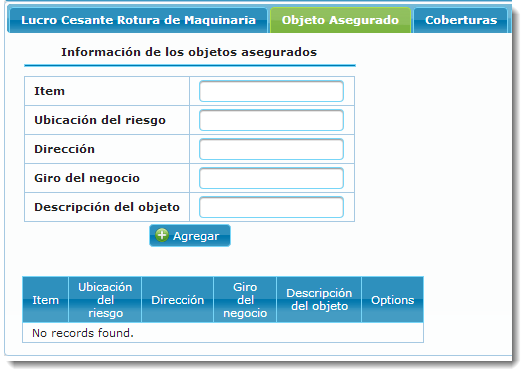 Lucro Cesante Rotura de Maquinaria
Objeto Asegurado
Coberturas
Información de los objetos asegurados
Item
Ubicación del riesgo
Dirección
Giro del negocio
Descripción del objeto
Agregar
Item
Ubicación
del
riesgo
Dirección
Giro
del
negocio
Descripción
del objeto
Options
No records found.